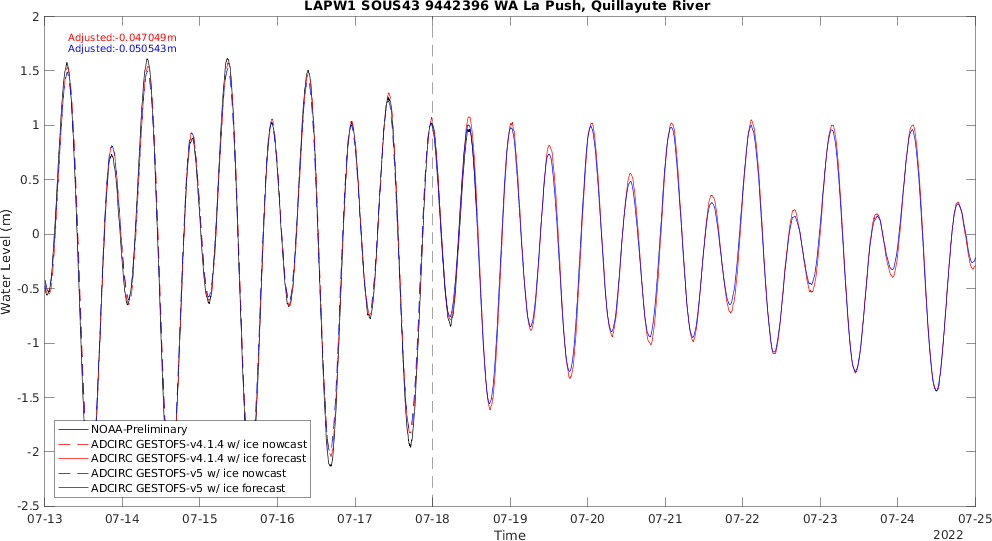 LAPW1 SOUS43 9442396 WA La Push, Quillayute River
Adjusted:-0.047049m
Adjusted:-0.050543m
2
1.5
1
0.5
0
-0.5
-1
-1.5
-2
-2.5
Water Level (m)
NOAA-Preliminary
ADCIRC GESTOFS-v4.1.4 w/ ice nowcast
ADCIRC GESTOFS-v4.1.4 w/ ice forecast
ADCIRC GESTOFS-v5 w/ ice nowcast
ADCIRC GESTOFS-v5 w/ ice forecast
07-13 07-14 07-15 07-16 07-17 07-18 07-19 07-20 07-21 07-22 07-23 07-24 07-25
Time
2022